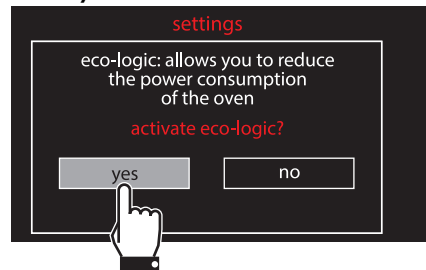 settings
eco-logic: allows you to reduce
the power consumption
of the oven
activate eco-logic?
yes
no